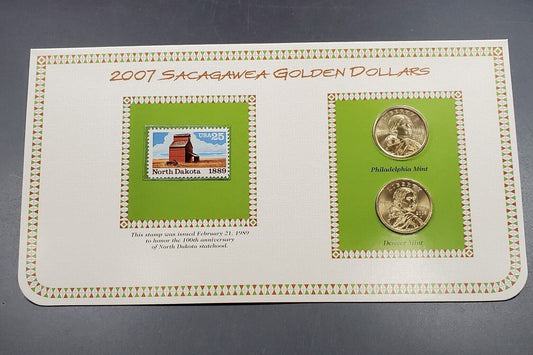 2007 SACAGAWEA GOLDEN DOLLARS
USA 25
North Dakota 1889
This stamp was issued February 21, 1989
to honor the 100th anniversary
of North Dakota statehood.
Philadelphia Mint
Denver Mint